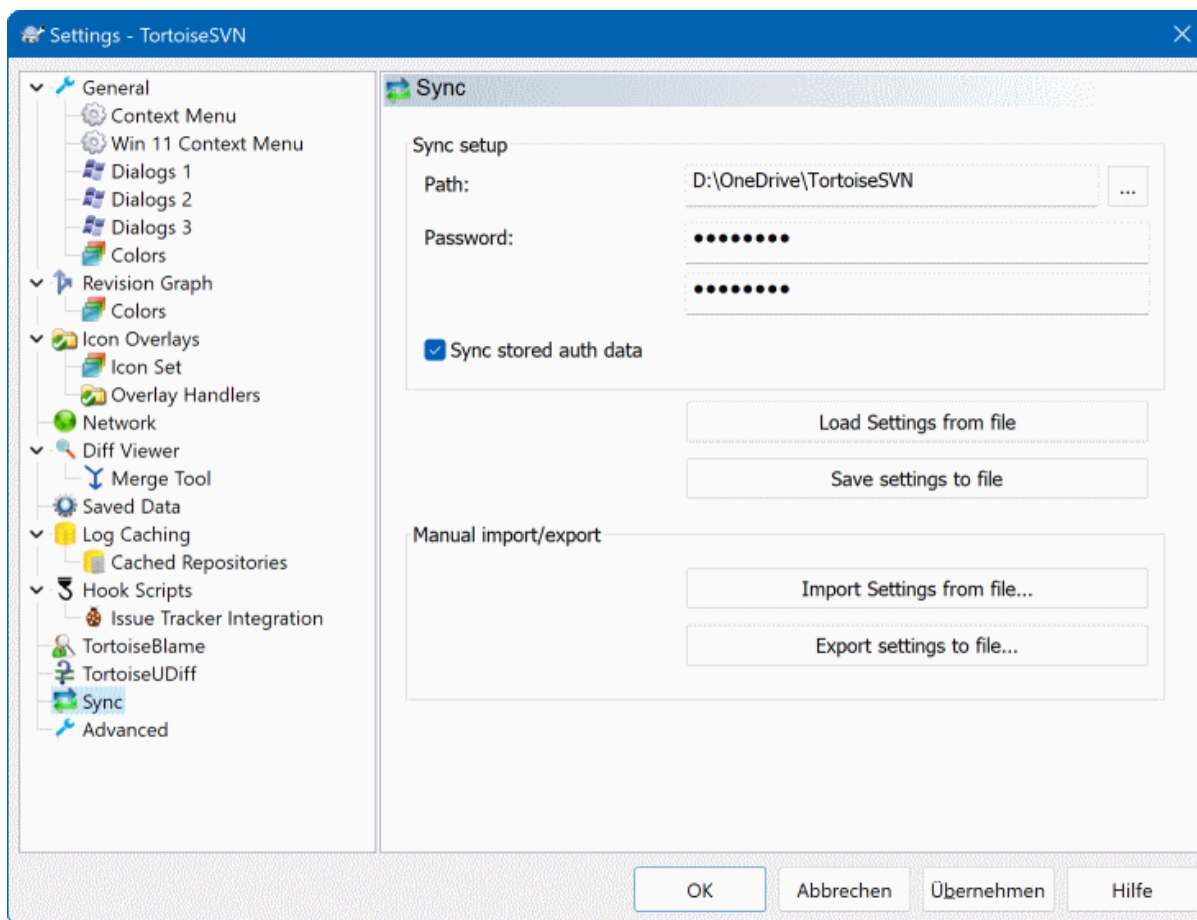 Settings - TortoiseSVN
General
Context Menu
Win 11 Context Menu
Dialogs 1
Dialogs 2
Dialogs 3
Colors
Revision Graph
Colors
Icon Overlays
Icon Set
Overlay Handlers
Network
Diff Viewer
Merge Tool
Saved Data
Log Caching
Cached Repositories
Hook Scripts
Issue Tracker Integration
TortoiseBlame
TortoiseUDiff
Sync
Advanced
Sync
Sync setup
Path: D:\OneDrive\TortoiseSVN ...
Password: ••••••••
••••••••
Sync stored auth data
Load Settings from file
Save settings to file
Manual import/export
Import Settings from file...
Export settings to file...
OK Abbrechen Übernehmen Hilfe